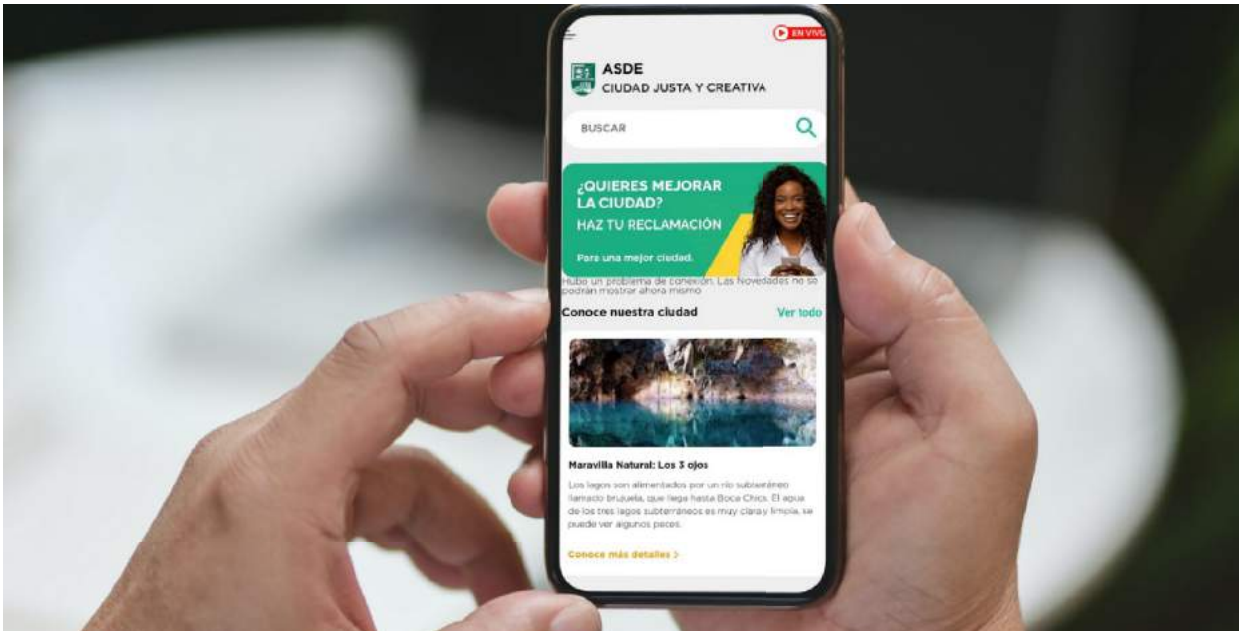 EN VIVO
ASDE
CIUDAD JUSTA Y CREATIVA
BUSCAR
¿QUIERES MEJORAR
LA CIUDAD?
HAZ TU RECLAMACIÓN
Para una mejor ciudad.
Hubo un problema de conexión. Las Novedades no se
podrán mostrar ahora mismo
Conoce nuestra ciudad
Ver todo
Maravilla Natural: Los 3 ojos
Los lagos son alimentados por un río subterráneo
llamado brujuela, que llega hasta Boca Chica. El agua
de los tres lagos subterráneos es muy clara y limpia, se
puede ver algunos peces.
Conoce más detalles >